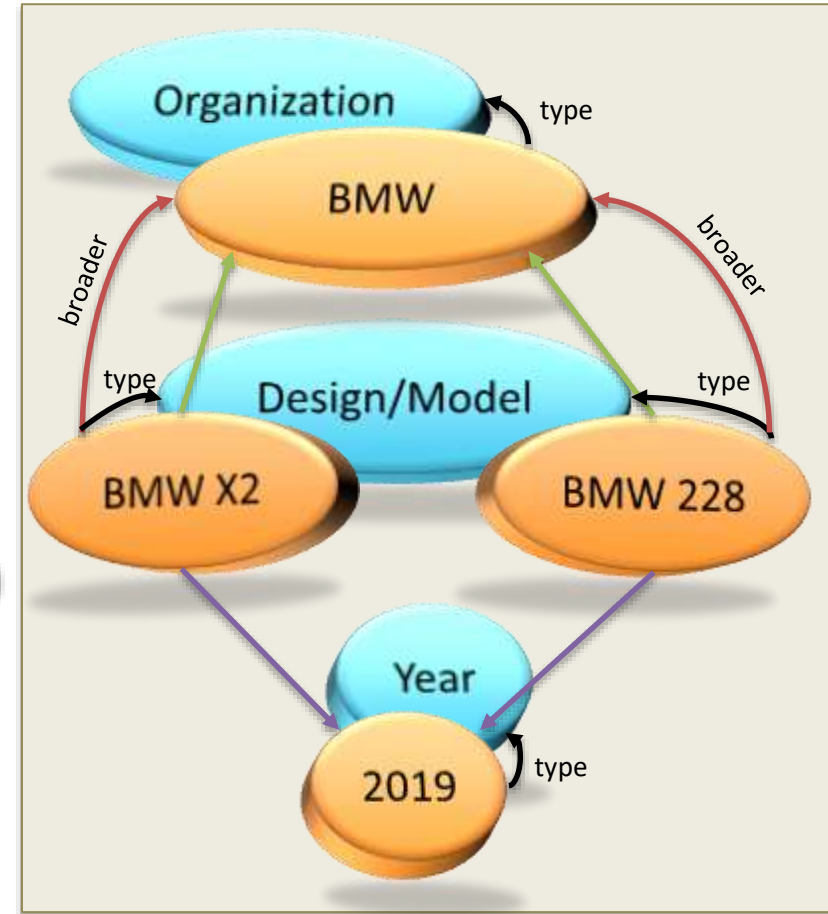 Organization
type
BMW
broader
broader
type
Design/Model
type
BMW X2
BMW 228
Year
2019
type